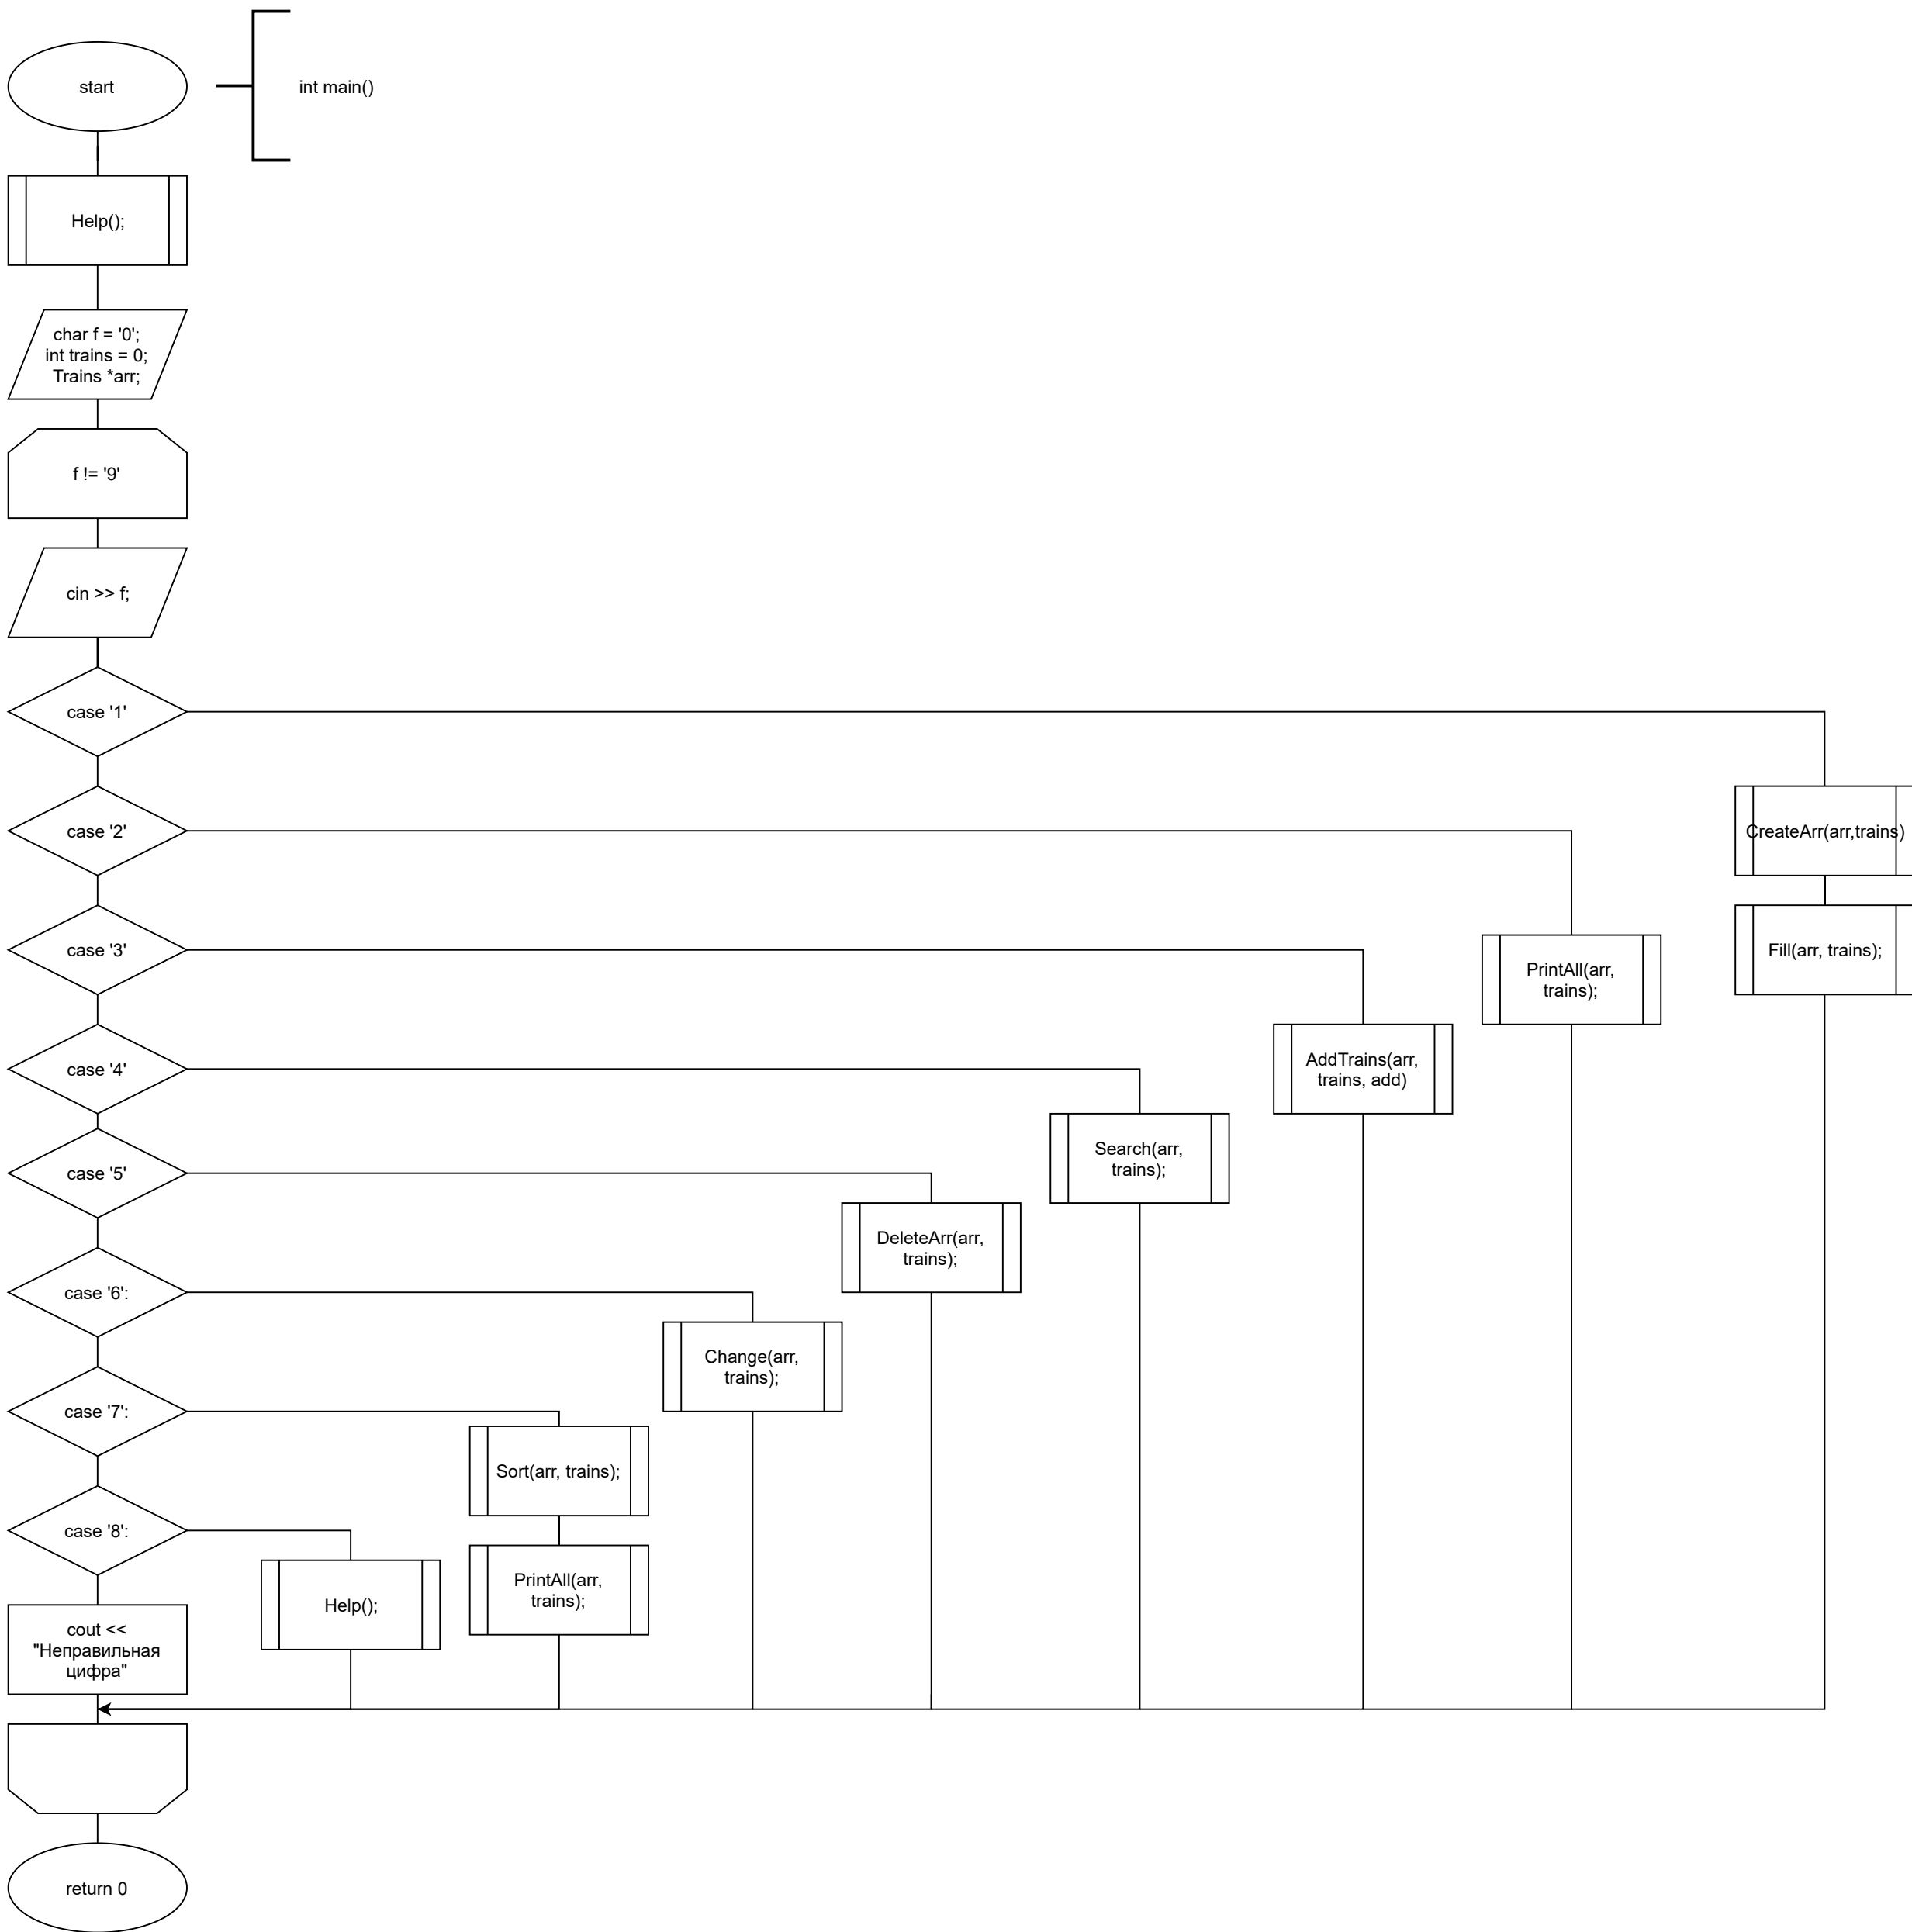 start
int main()
Help();
char f = '0';
int trains = 0;
Trains *arr;
f != '9'
cin >> f;
case '1'
case '2'
CreateArr(arr,trains)
case '3'
Fill(arr, trains);
PrintAll(arr,
trains);
case '4'
AddTrains(arr,
trains, add)
case '5'
Search(arr,
trains);
DeleteArr(arr,
trains);
case '6':
Change(arr,
trains);
case '7':
Sort(arr, trains);
case '8':
PrintAll(arr,
trains);
Help();
cout <<
"Неправильная
цифра"
return 0